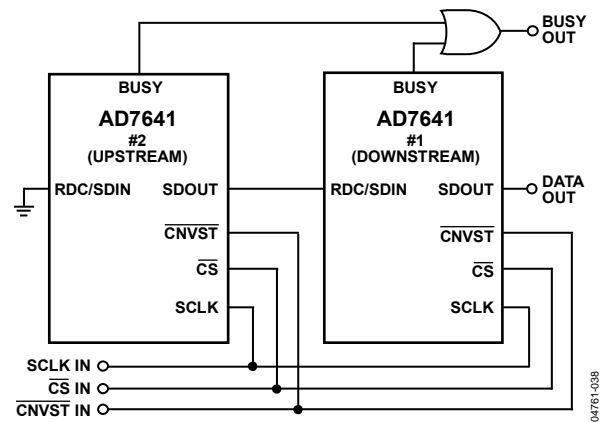 BUSY
OUT
BUSY
AD7641
#2
(UPSTREAM)
RDC/SDIN
SDOUT
CNVST
CS
SCLK
BUSY
AD7641
#1
(DOWNSTREAM)
RDC/SDIN
SDOUT
CNVST
CS
SCLK
DATA
OUT
SCLK IN
CS IN
CNVST IN
04761-038